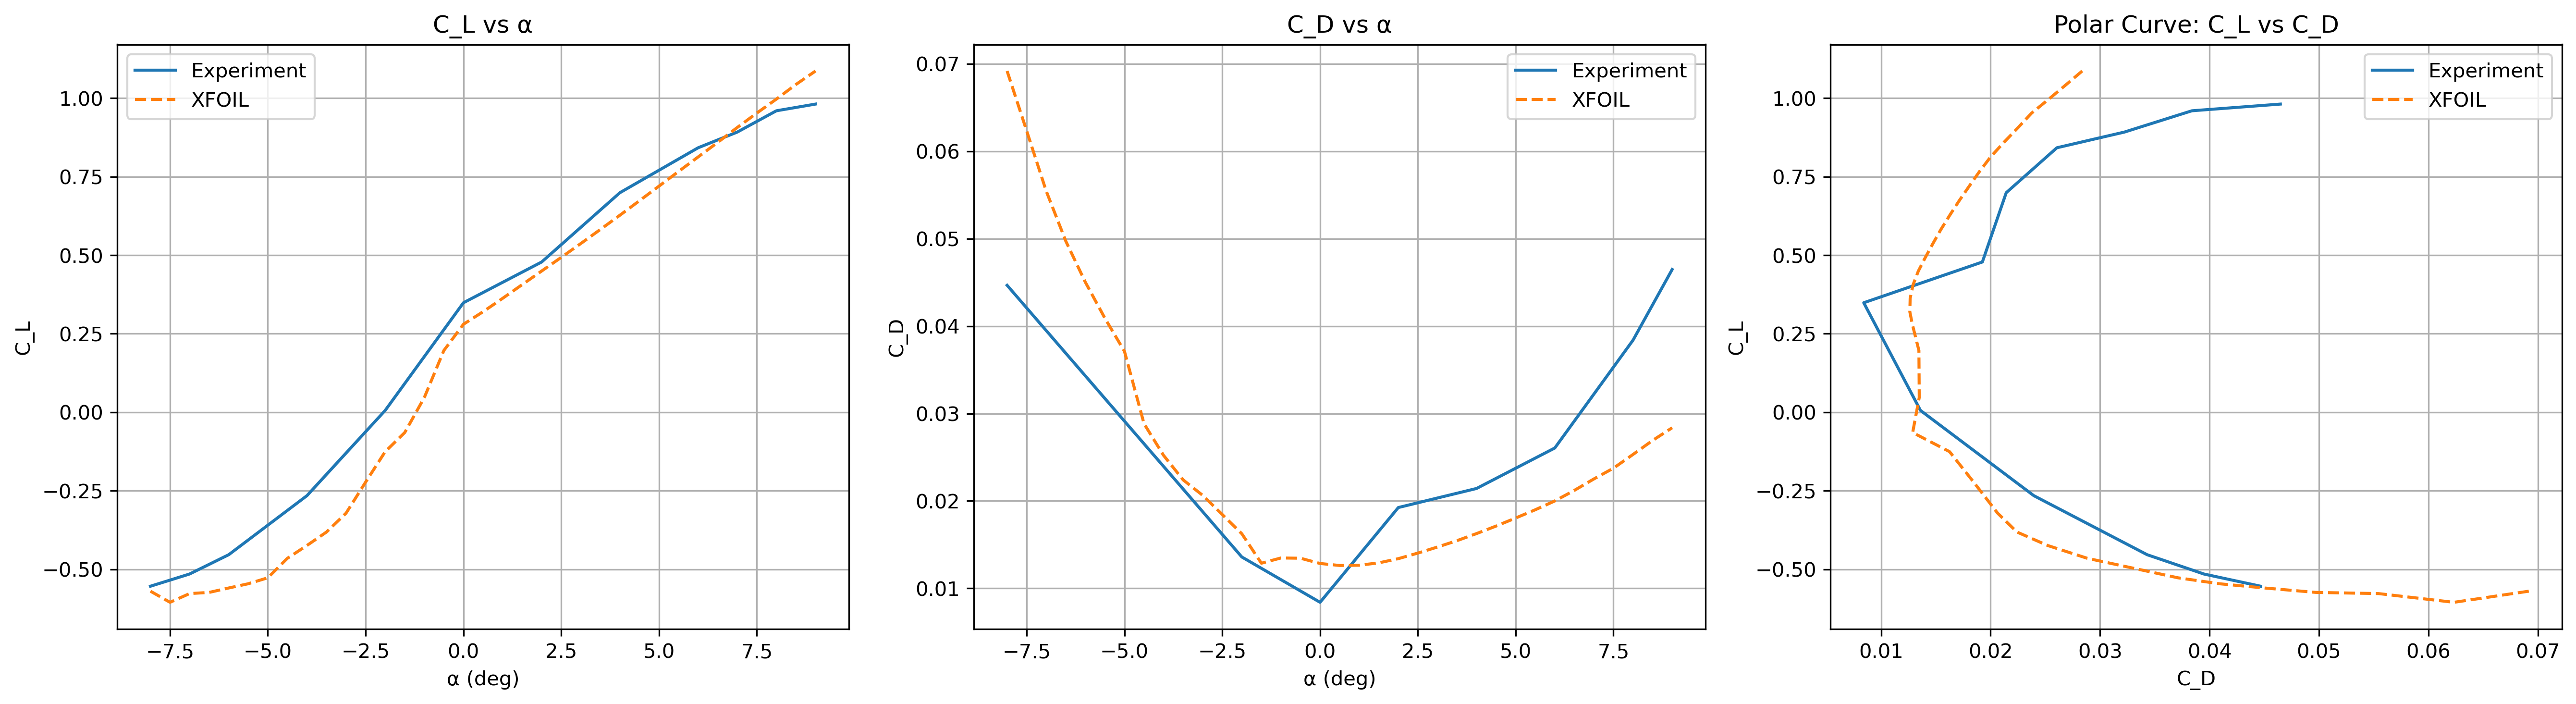 C_L vs α
Experiment
XFOIL
1.00
0.75
0.50
0.25
0.00
−0.25
−0.50
C_L
−7.5 −5.0 −2.5 0.0 2.5 5.0 7.5
α (deg)
C_D vs α
Experiment
XFOIL
0.07
0.06
0.05
0.04
0.03
0.02
0.01
C_D
−7.5 −5.0 −2.5 0.0 2.5 5.0 7.5
α (deg)
Polar Curve: C_L vs C_D
Experiment
XFOIL
1.00
0.75
0.50
0.25
0.00
−0.25
−0.50
C_L
0.01 0.02 0.03 0.04 0.05 0.06 0.07
C_D